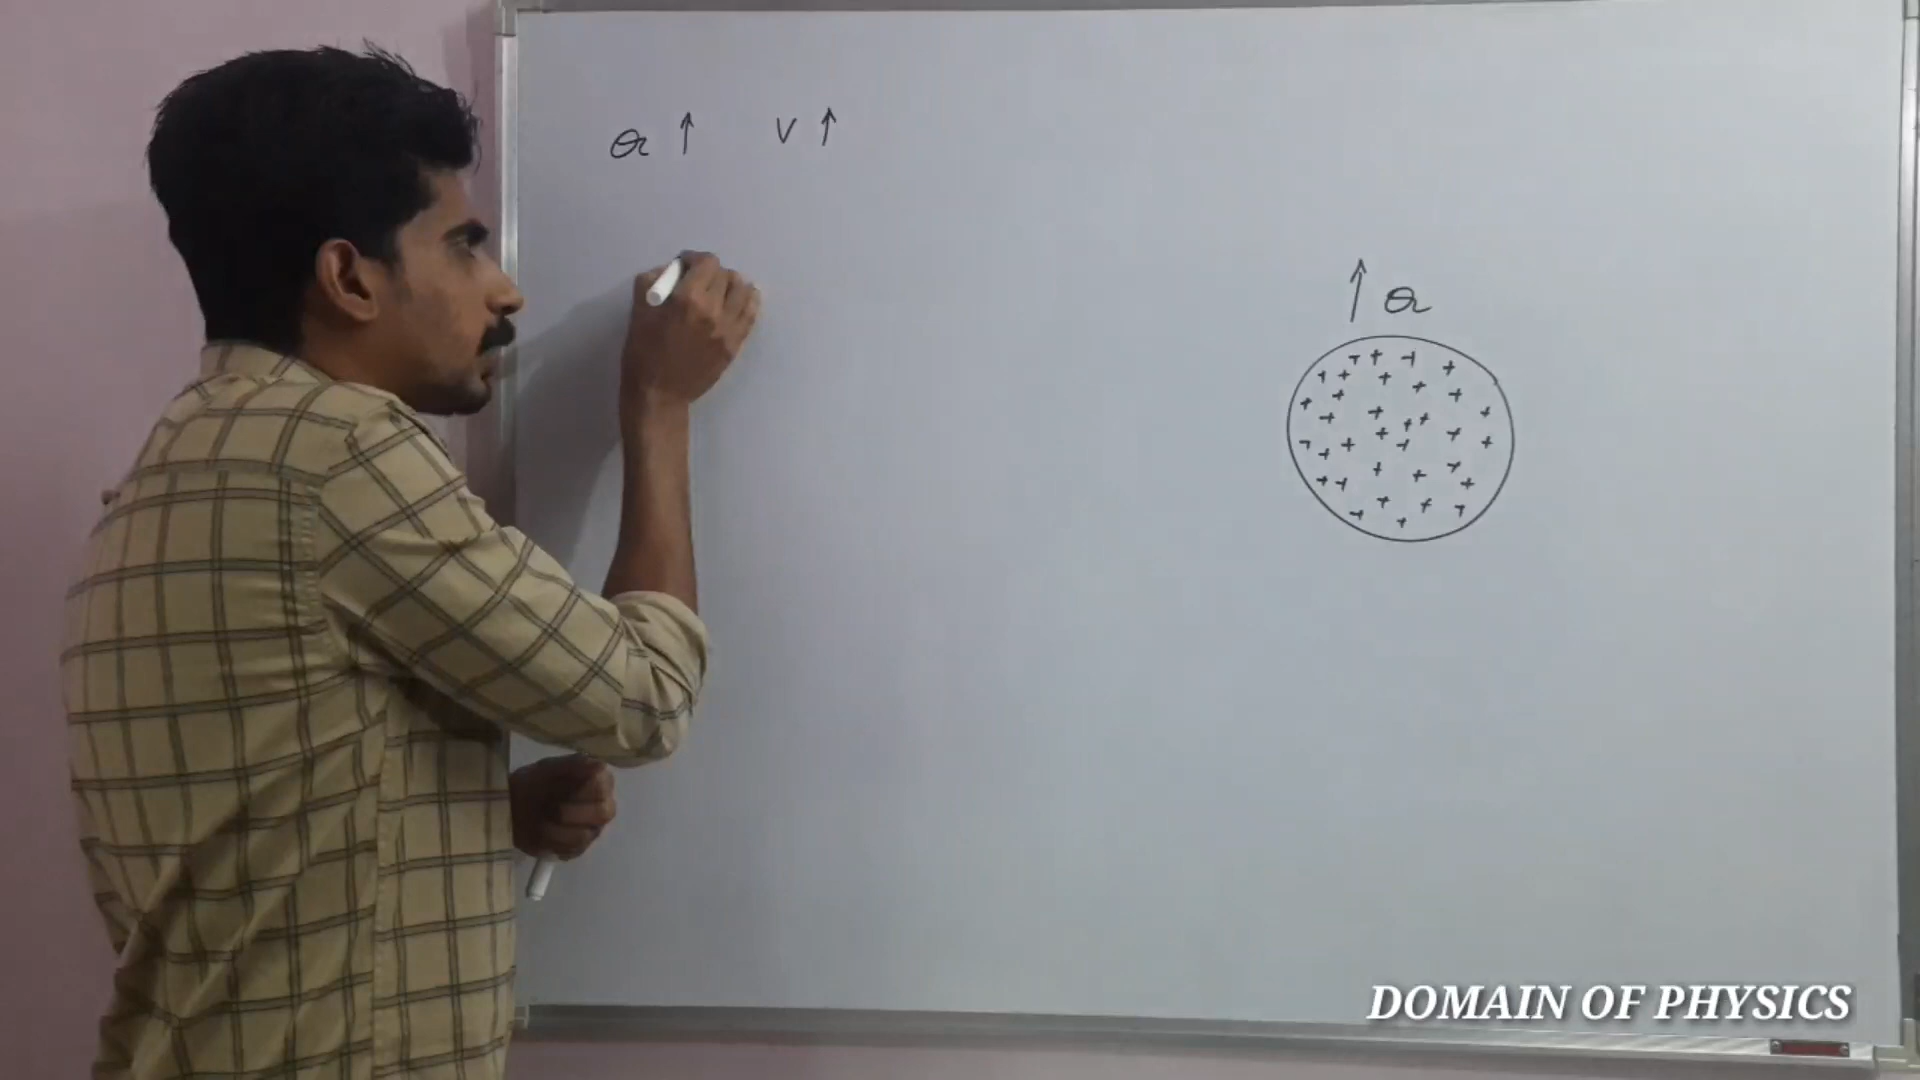 Q ↑ V ↑
↑ Q
+ + + + + + + + + + + + + + + + + + + + + + + + + + + + + + + + + + + + +
DOMAIN OF PHYSICS